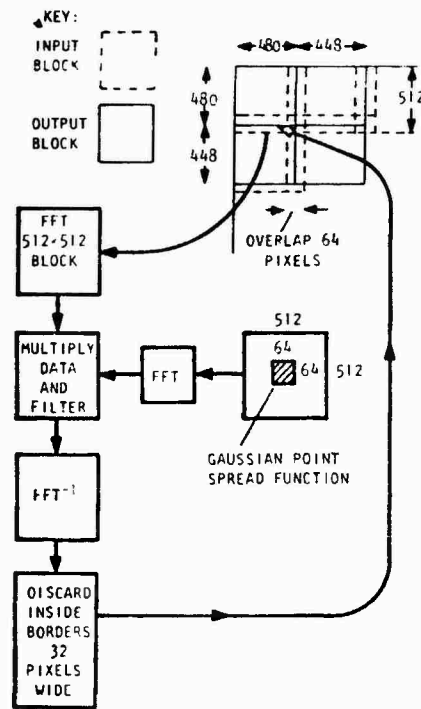 KEY:
INPUT
BLOCK
OUTPUT
BLOCK
480
448
480
448
512
OVERLAP 64
PIXELS
FFT
512×512
BLOCK
MULTIPLY
DATA
AND
FILTER
FFT
512
64
64
512
GAUSSIAN POINT
SPREAD FUNCTION
FFT⁻¹
DISCARD
INSIDE
BORDERS
32
PIXELS
WIDE